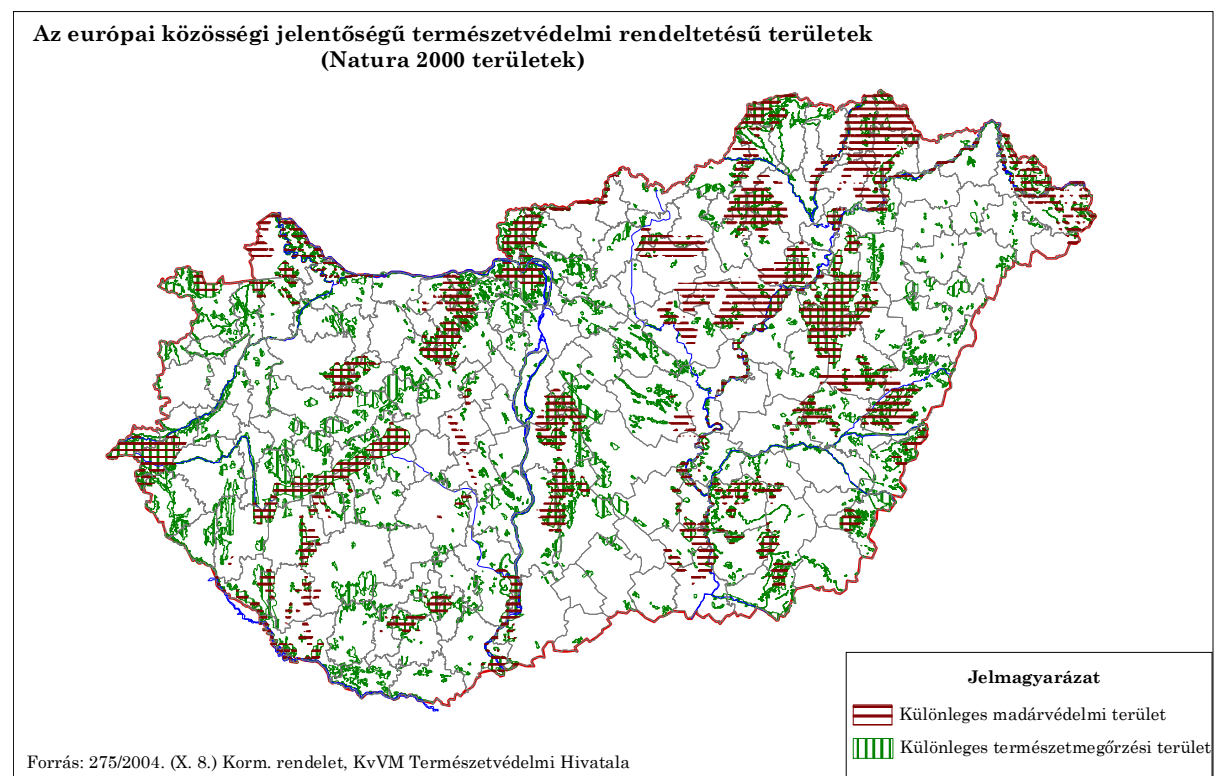 Az európai közösségi jelentőségű természetvédelmi rendeltetésű területek
(Natura 2000 területek)
Jelmagyarázat
Különleges madárvédelmi terület
Különleges természetmegőrzési terület
Forrás: 275/2004. (X. 8.) Korm. rendelet, KvVM Természetvédelmi Hivatala